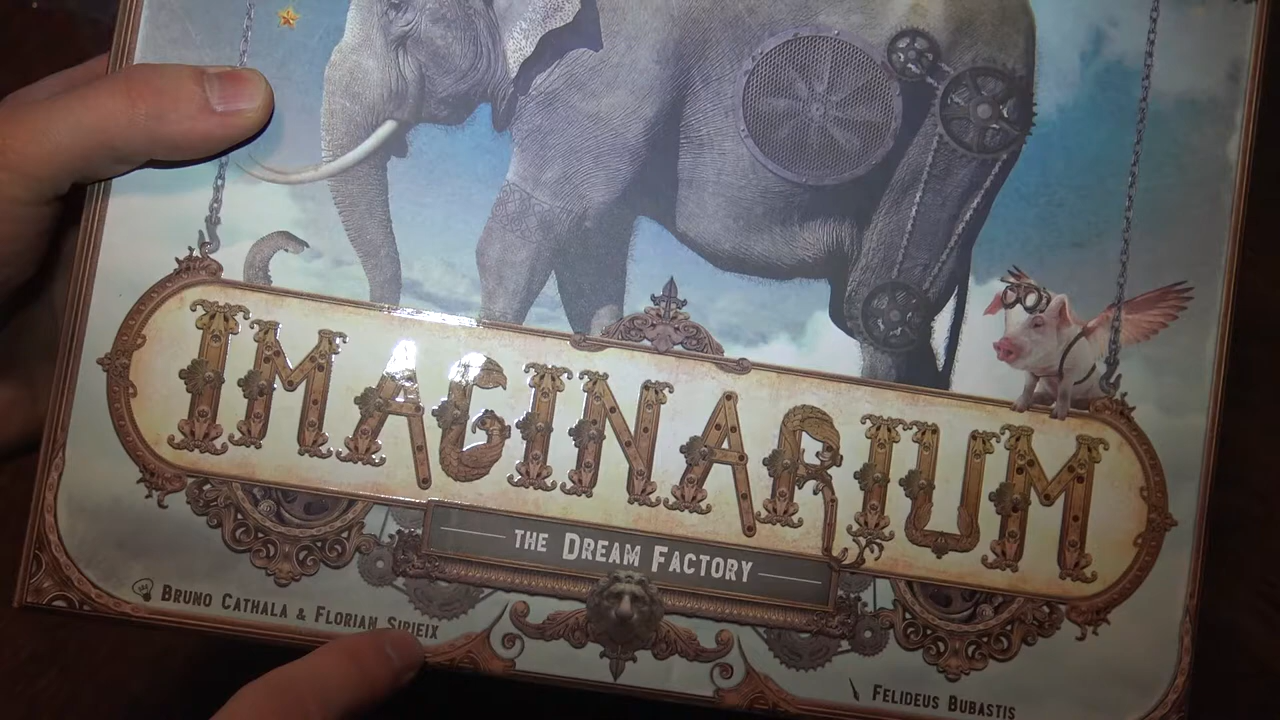 IMAGINARIUM
THE DREAM FACTORY
BRUNO CATHALA & FLORIAN SIRIEIX
FELIDEUS BUBASTIS